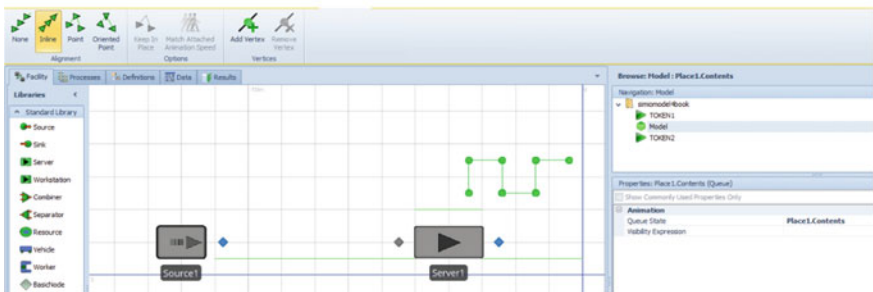 None
Inline
Point
Oriented
Point
Keep In
Place
Match Attached
Animation Speed
Add Vertex
Remove
Vertex
Alignment
Options
Vertices
Facility
Processes
Definitions
Data
Results
Libraries
Standard Library
Source
Sink
Server
Workstation
Combiner
Separator
Resource
Vehicle
Worker
BasicNode
Source1
Server1
Browse: Model : Place1.Contents
Navigation: Model
TOKEN1
Model
TOKEN2
Properties: Place1.Contents (Queue)
Show Commonly Used Properties Only
Animation
Queue State
Place1.Contents
Visibility Expression